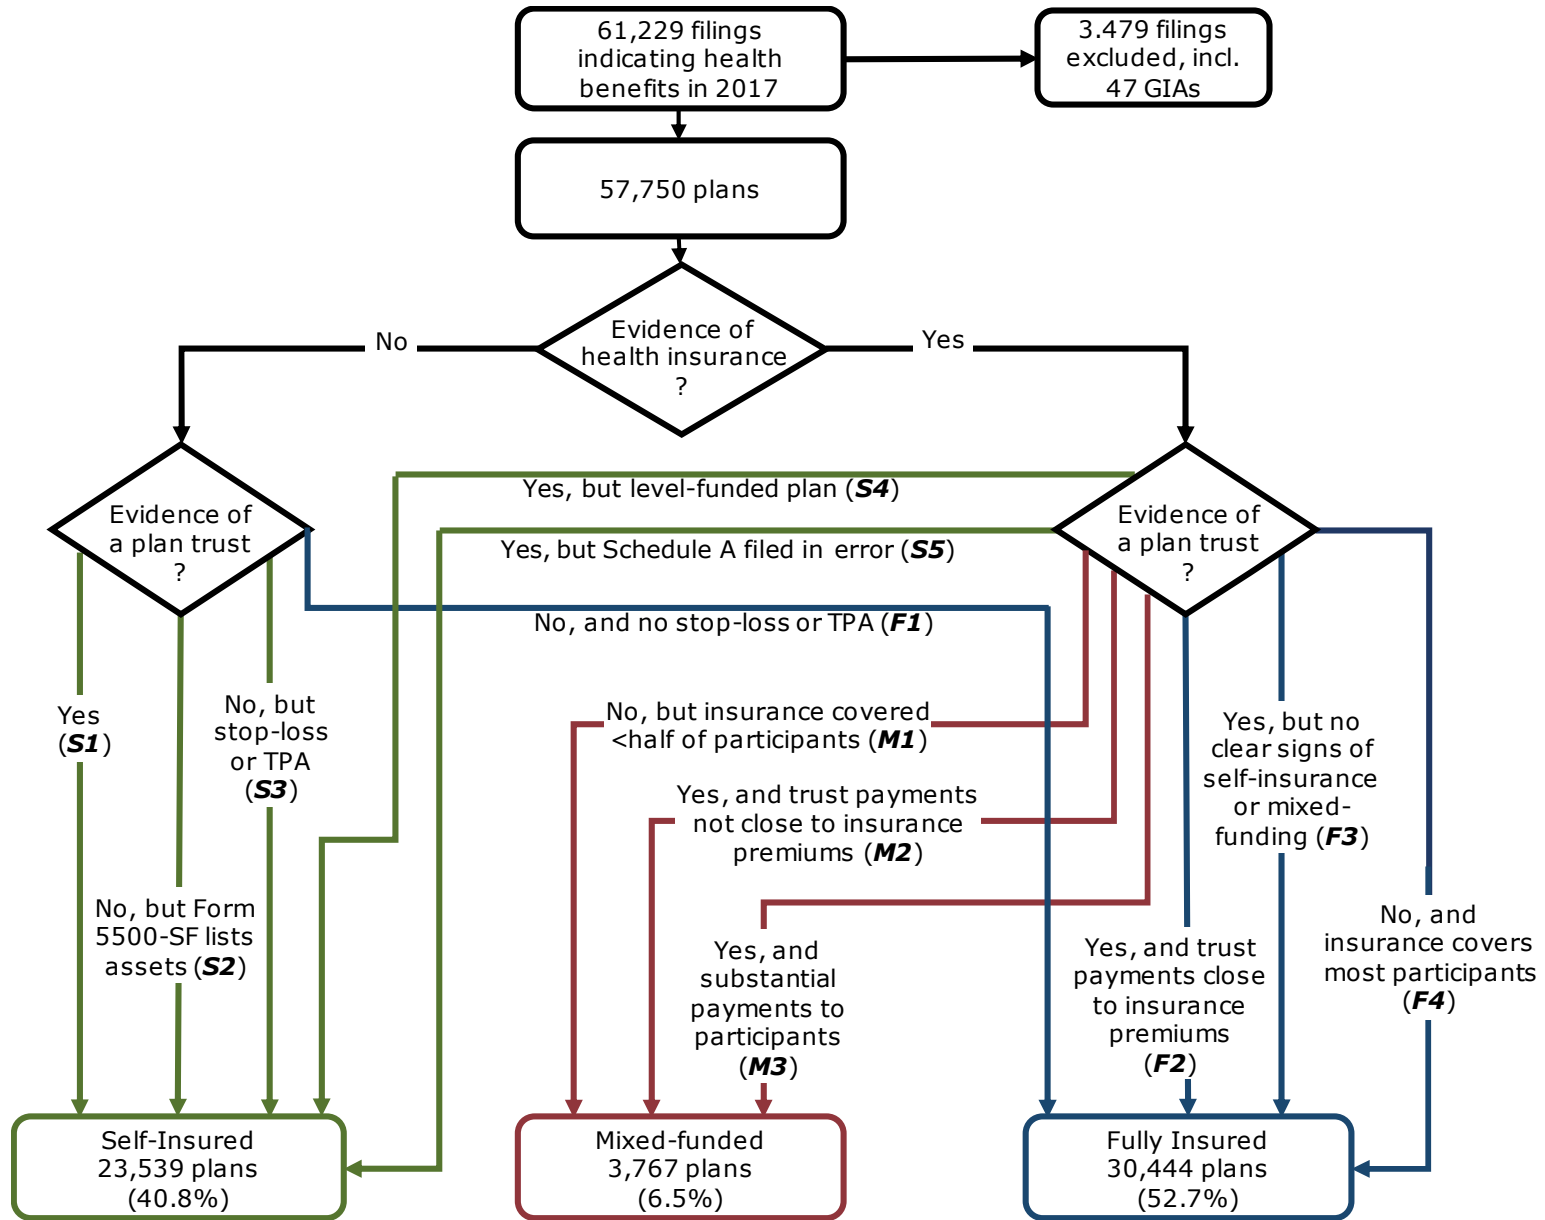 61,229 filings
indicating health
benefits in 2017
3.479 filings
excluded, incl.
47 GIAs
57,750 plans
Evidence of
health insurance
?
No
Yes
Evidence of
a plan trust
?
Evidence of
a plan trust
?
Yes, but level-funded plan (S4)
Yes, but Schedule A filed in error (S5)
No, and no stop-loss or TPA (F1)
Yes
(S1)
No, but
stop-loss
or TPA
(S3)
No, but Form
5500-SF lists
assets (S2)
No, but insurance covered
<half of participants (M1)
Yes, and trust payments
not close to insurance
premiums (M2)
Yes, and
substantial
payments to
participants
(M3)
Yes, and trust
payments close
to insurance
premiums
(F2)
Yes, but no
clear signs of
self-insurance
or mixed-
funding (F3)
No, and
insurance covers
most participants
(F4)
Self-Insured
23,539 plans
(40.8%)
Mixed-funded
3,767 plans
(6.5%)
Fully Insured
30,444 plans
(52.7%)